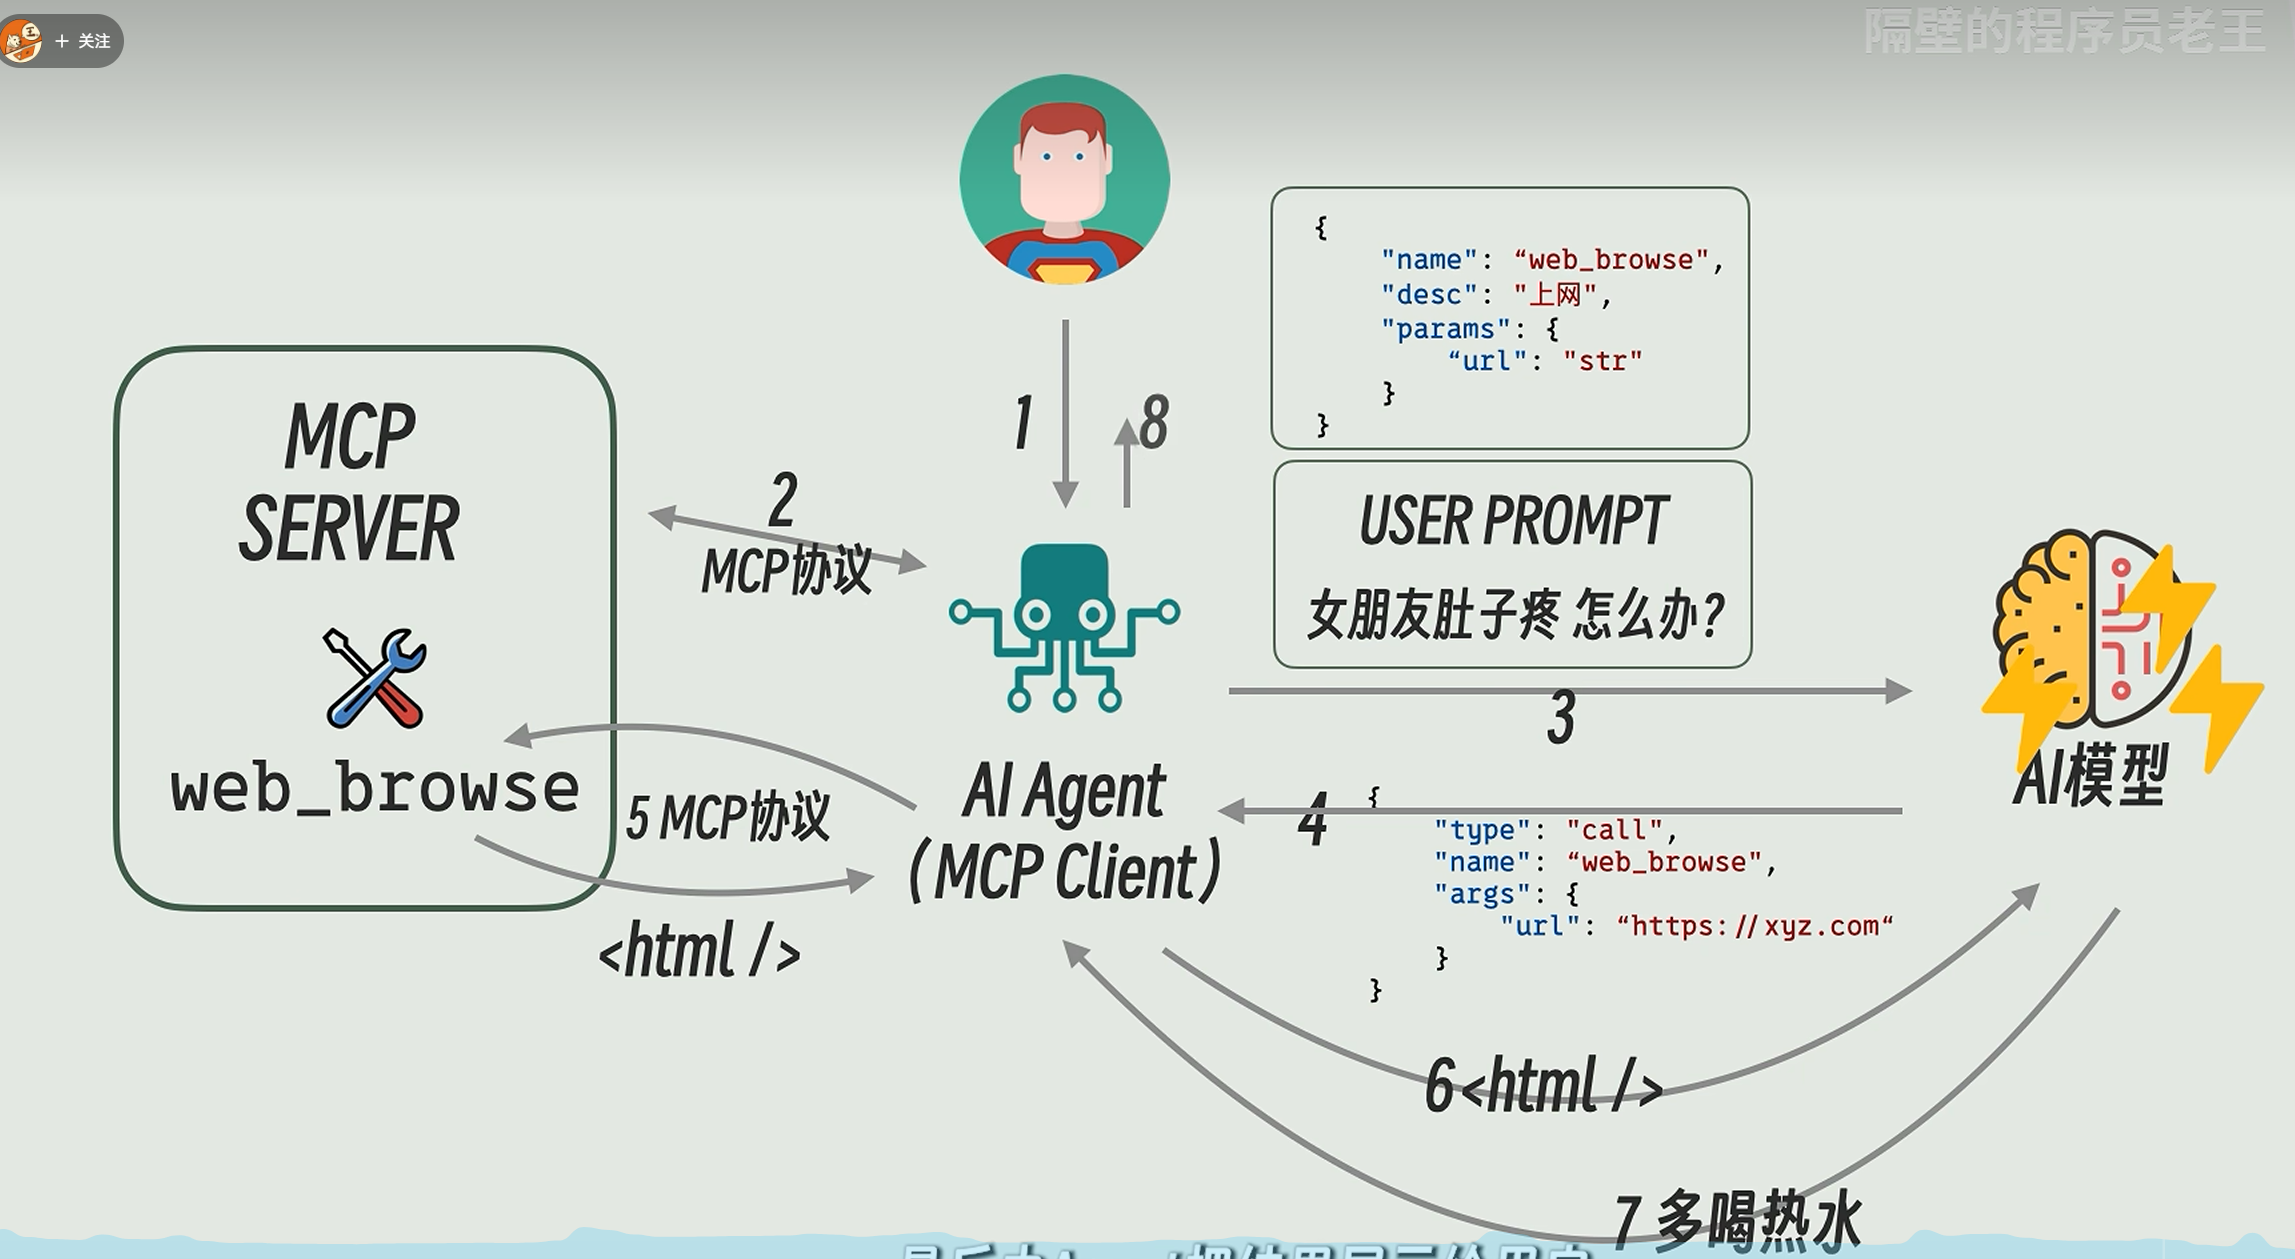 + 关注
隔壁的程序员老王
{
"name": “web_browse",
"desc": "上网",
"params": {
“url": "str"
}
}
MCP
SERVER
1
8
2
MCP协议
USER PROMPT
女朋友肚子疼 怎么办?
3
web_browse
5 MCP协议
<html />
AI Agent
(MCP Client)
AI模型
4
{
"type": "call",
"name": “web_browse",
"args": {
"url": “https://xyz.com“
}
}
6<html />
7 多喝热水